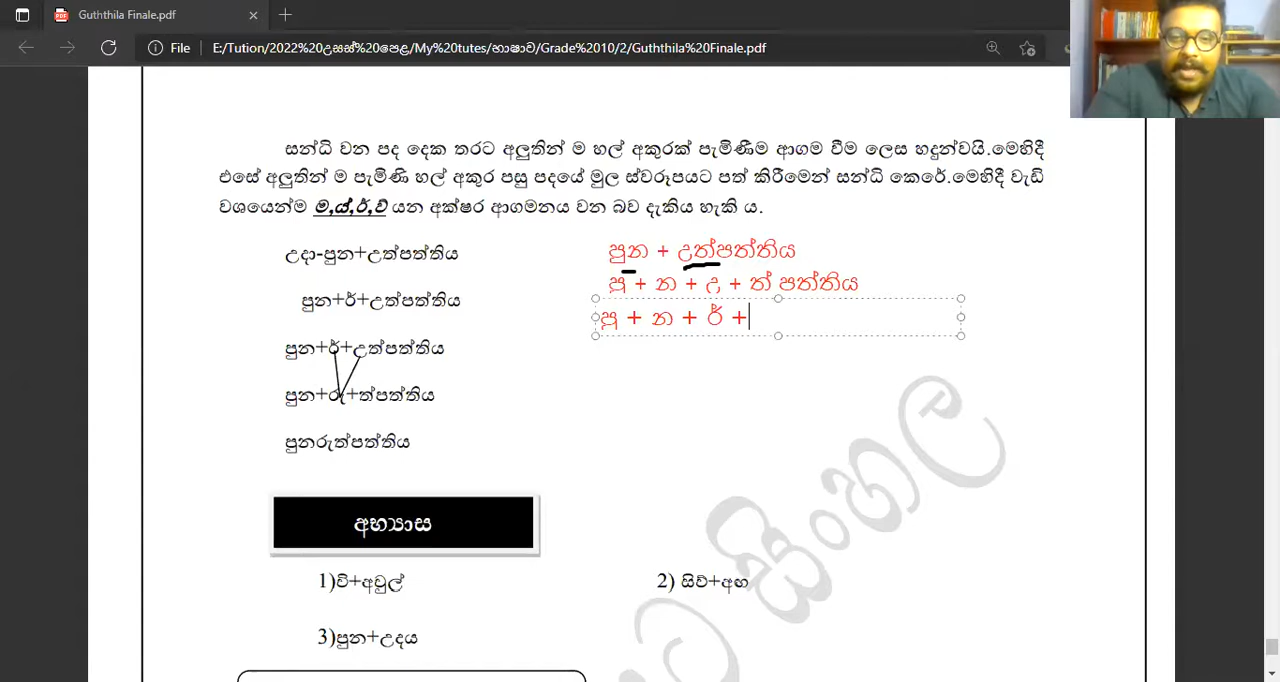 Guththila Finale.pdf
File E:/Tution/2022%20උසස්%20පෙළ/My%20tutes/භාෂාව/Grade%2010/2/Guththila%20Finale.pdf
සන්ධි වන පද දෙක තරට අලුතින් ම හල් අකුරක් පැමිණීම ආගම වීම ලෙස හදුන්වයි.මෙහිදී
එසේ අලුතින් ම පැමිණි හල් අකුර පසු පදයේ මුල ස්වරූපයට පත් කිරීමෙන් සන්ධි කෙරේ.මෙහිදී වැඩි
වශයෙන්ම ම,ය්,ර්,ව් යන අක්ෂර ආගමනය වන බව දැකිය හැකි ය.
උදා-පුන+උත්පත්තිය
පුන+ර්+උත්පත්තිය
පුන+ර්+උත්පත්තිය
පුන+රු+ත්පත්තිය
පුනරුත්පත්තිය
පුන + උත්පත්තිය
පු + න + උ + ත් පත්තිය
පු + න + ර් +
අභ්‍යාස
1)වි+අවුල්
2) සිව්+අඟ
3)පුන+උදය
සිංහල